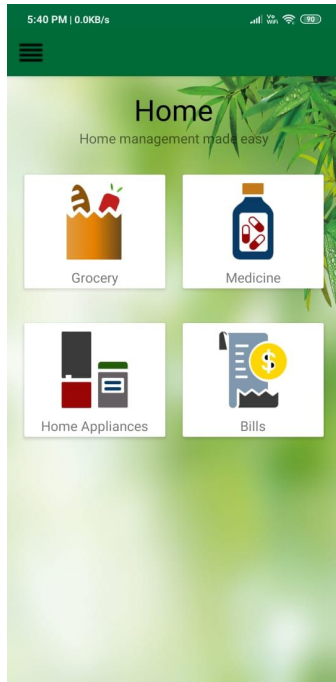 5:40 PM | 0.0KB/s
Vo WiFi 90
Home
Home management made easy
Grocery
Medicine
$
Home Appliances
Bills